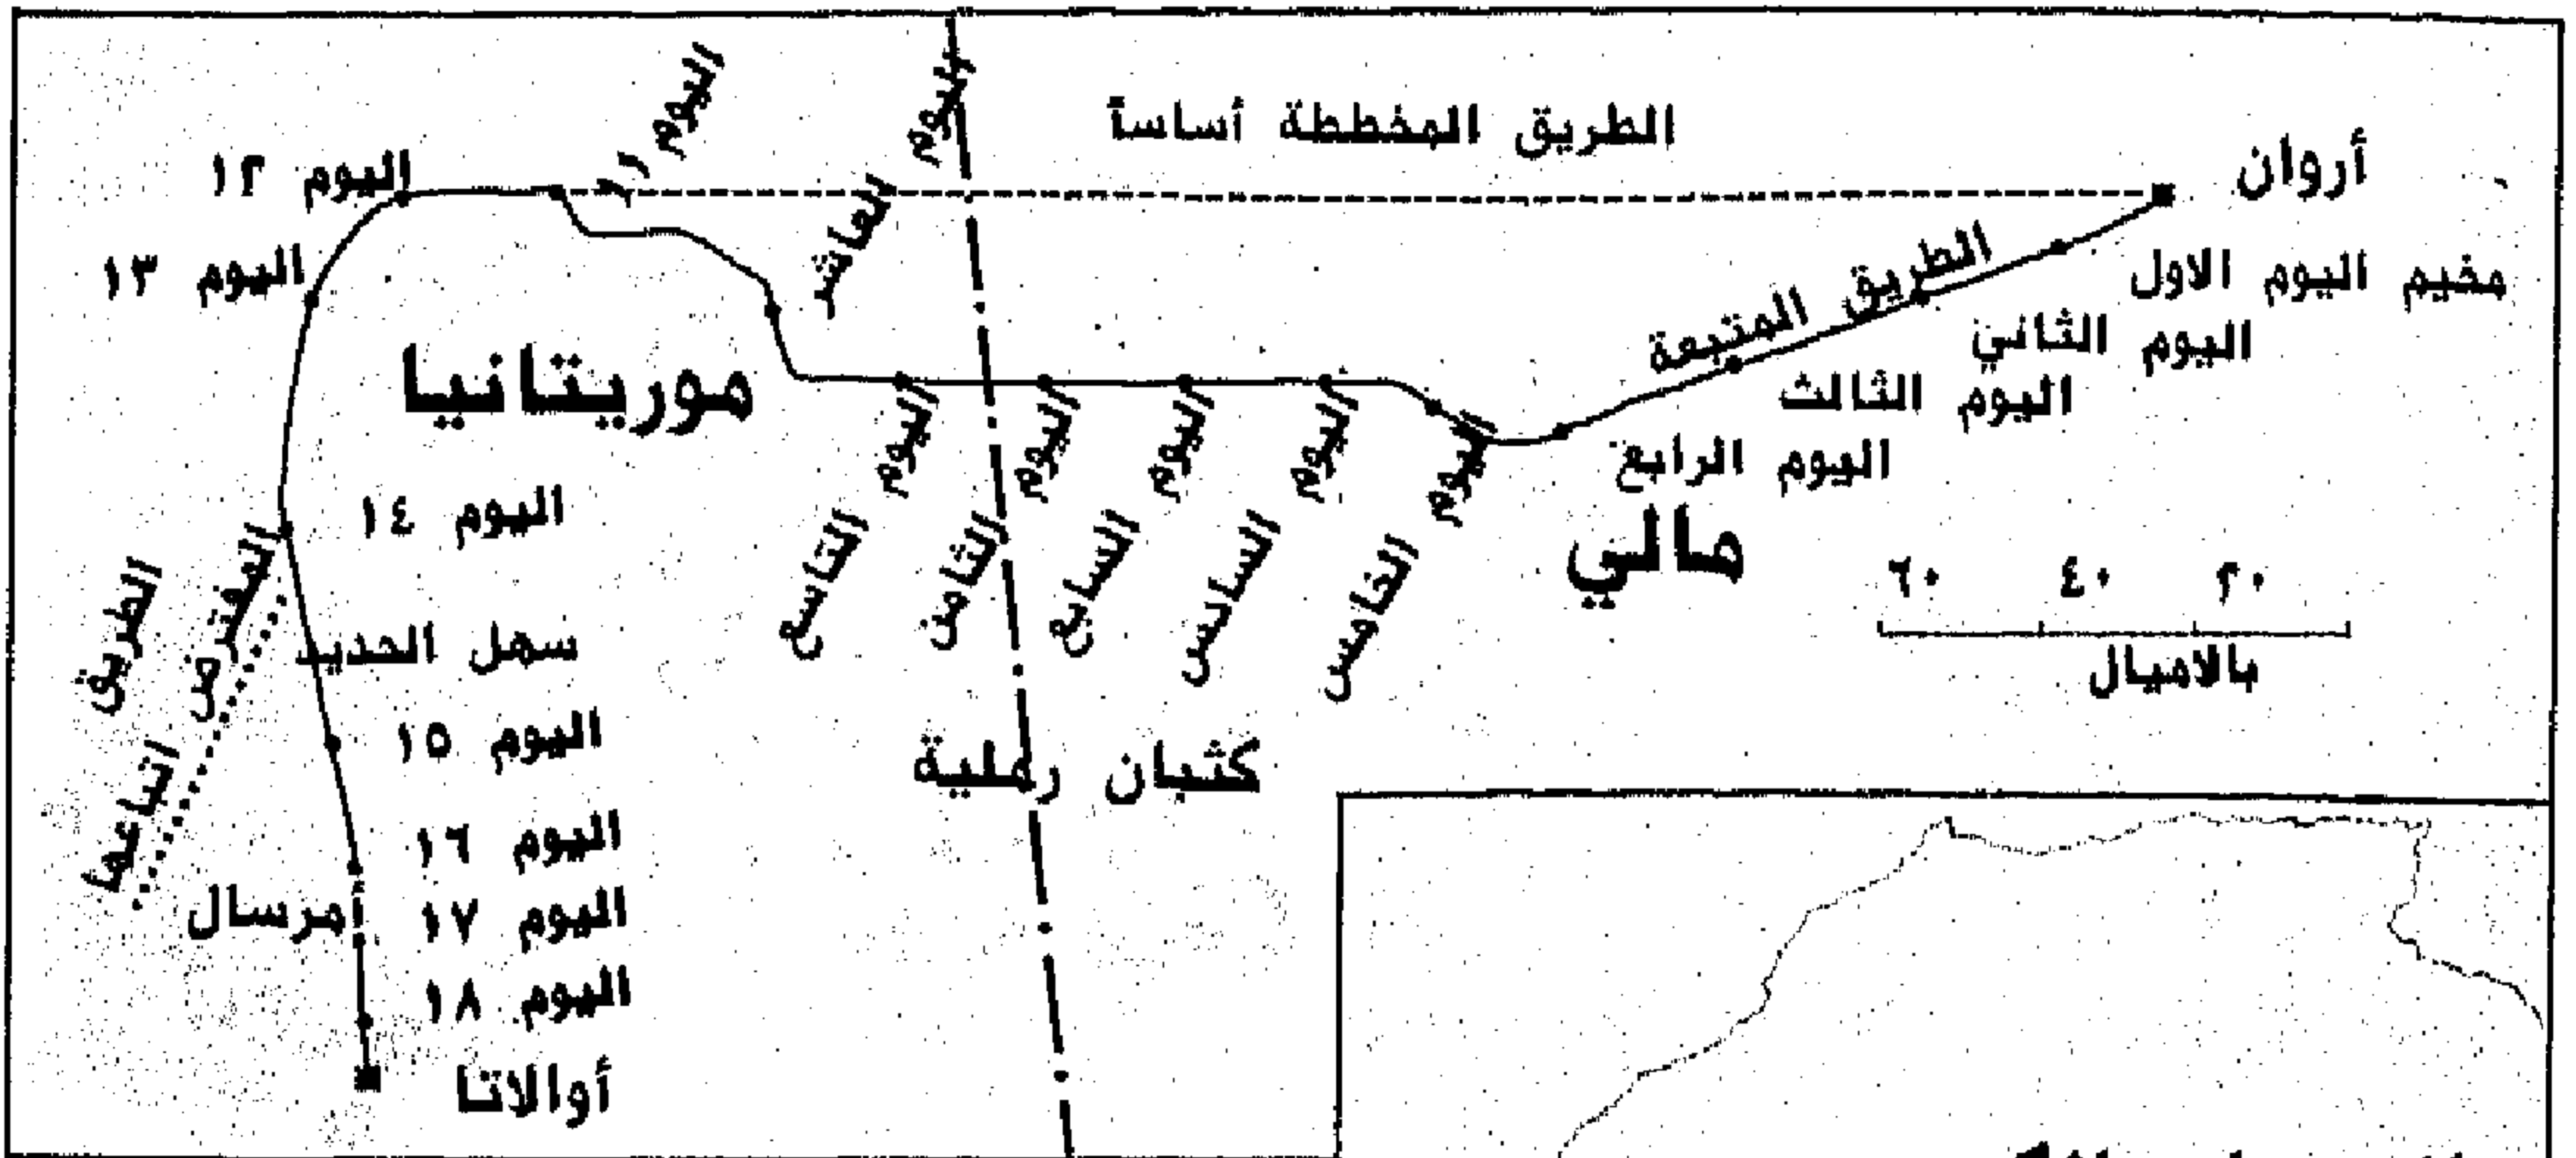 الطريق المخططة أساساً
أروان
مخيم اليوم الاول
اليوم الثاني
اليوم الثالث
اليوم الرابع
الطريق المتبعة
اليوم الخامس
اليوم السادس
اليوم السابع
اليوم الثامن
اليوم التاسع
اليوم العاشر
اليوم ١١
اليوم ١٢
اليوم ١٣
موريتانيا
مالي
اليوم ١٤
الطريق
المفترض
اتباعها
سهل الحديد
اليوم ١٥
كثبان رملية
اليوم ١٦
اليوم ١٧
أمرسال
اليوم ١٨
أوالاتا
٦٠ ٤٠ ٢٠
بالاميال